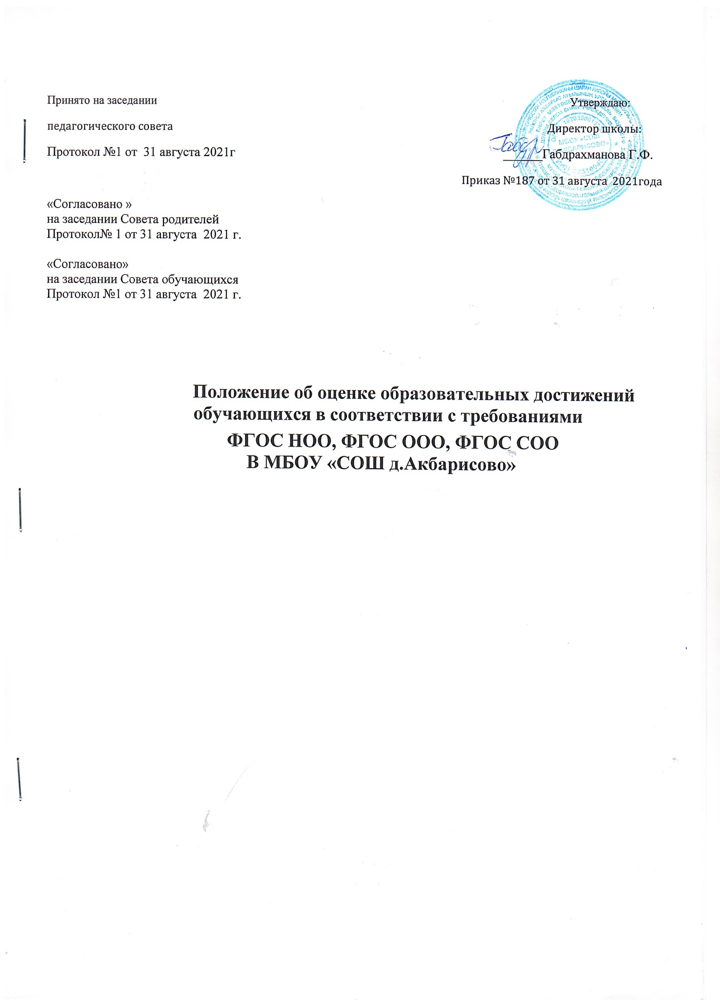 Принято на заседании
педагогического совета
Протокол №1 от 31 августа 2021г
Утверждаю:
Директор школы:
Габдрахманова Г.Ф.
Приказ №187 от 31 августа 2021года
«Согласовано »
на заседании Совета родителей
Протокол№ 1 от 31 августа 2021 г.
«Согласовано»
на заседании Совета обучающихся
Протокол №1 от 31 августа 2021 г.
Положение об оценке образовательных достижений
обучающихся в соответствии с требованиями
ФГОС НОО, ФГОС ООО, ФГОС СОО
В МБОУ «СОШ д.Акбарисово»